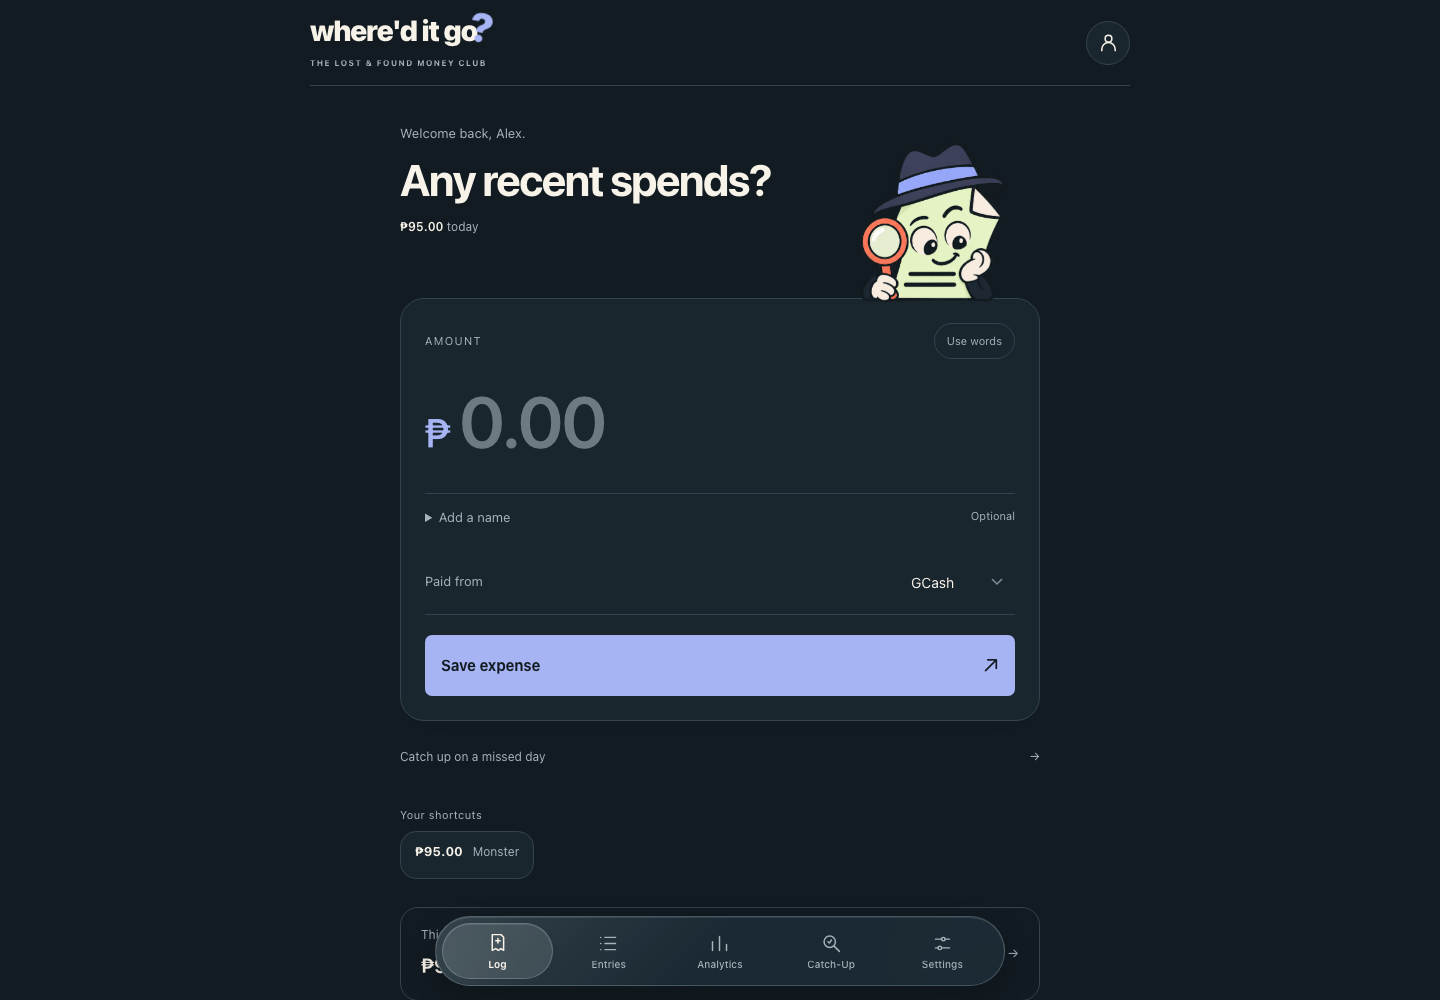 where'd it go?
THE LOST & FOUND MONEY CLUB
Welcome back, Alex.
Any recent spends?
₱95.00 today
AMOUNT
Use words
₱ 0.00
Add a name
Optional
Paid from
GCash
Save expense
Catch up on a missed day
Your shortcuts
₱95.00 Monster
Log
Entries
Analytics
Catch-Up
Settings